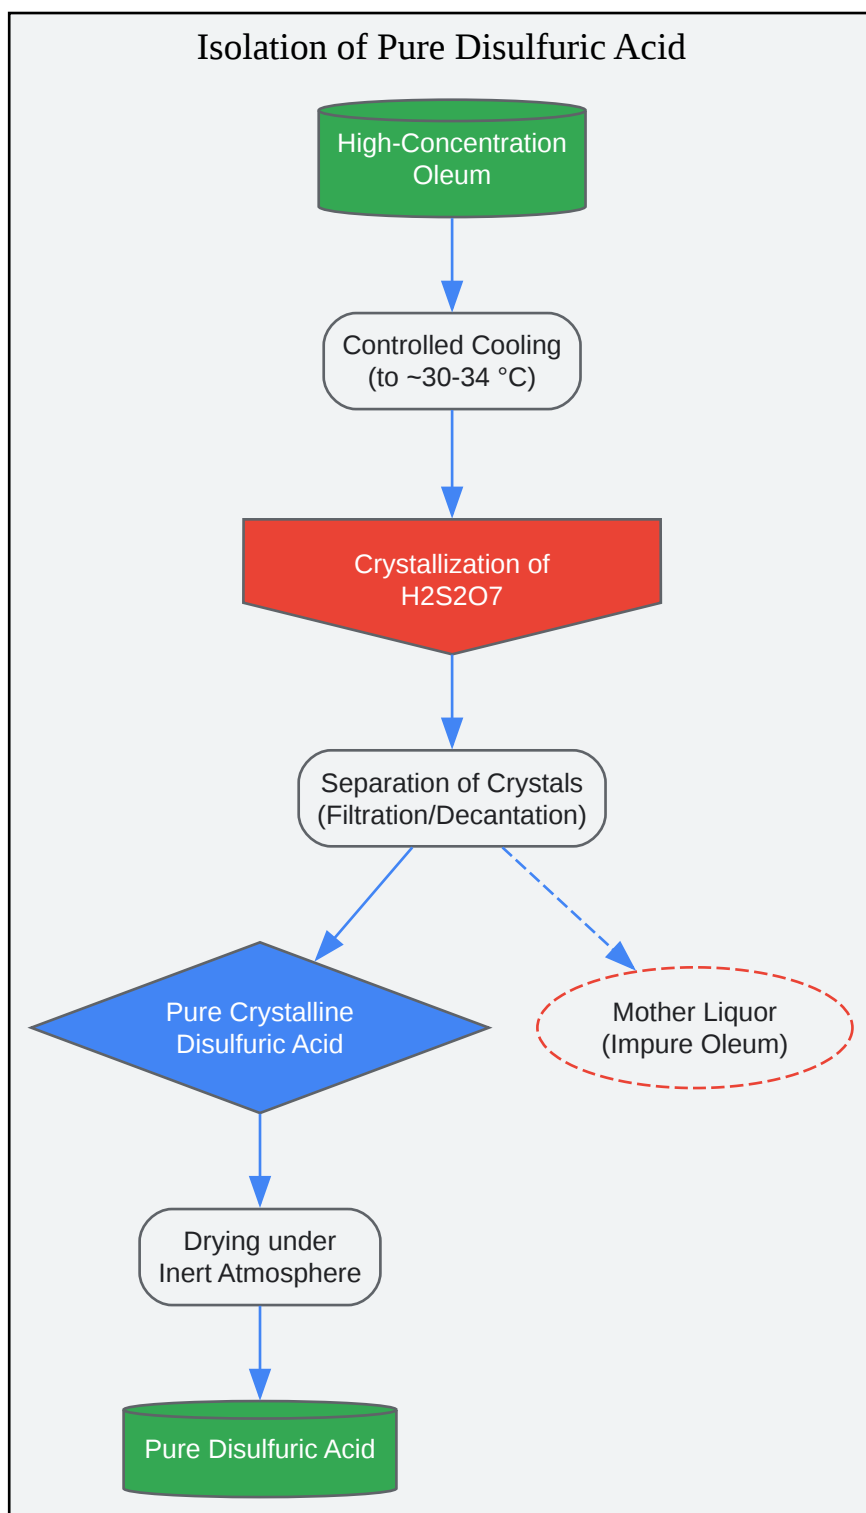 Isolation of Pure Disulfuric Acid
High-Concentration
Oleum
Controlled Cooling
(to ~30-34 °C)
Crystallization of
H2S2O7
Separation of Crystals
(Filtration/Decantation)
Pure Crystalline
Disulfuric Acid
Mother Liquor
(Impure Oleum)
Drying under
Inert Atmosphere
Pure Disulfuric Acid